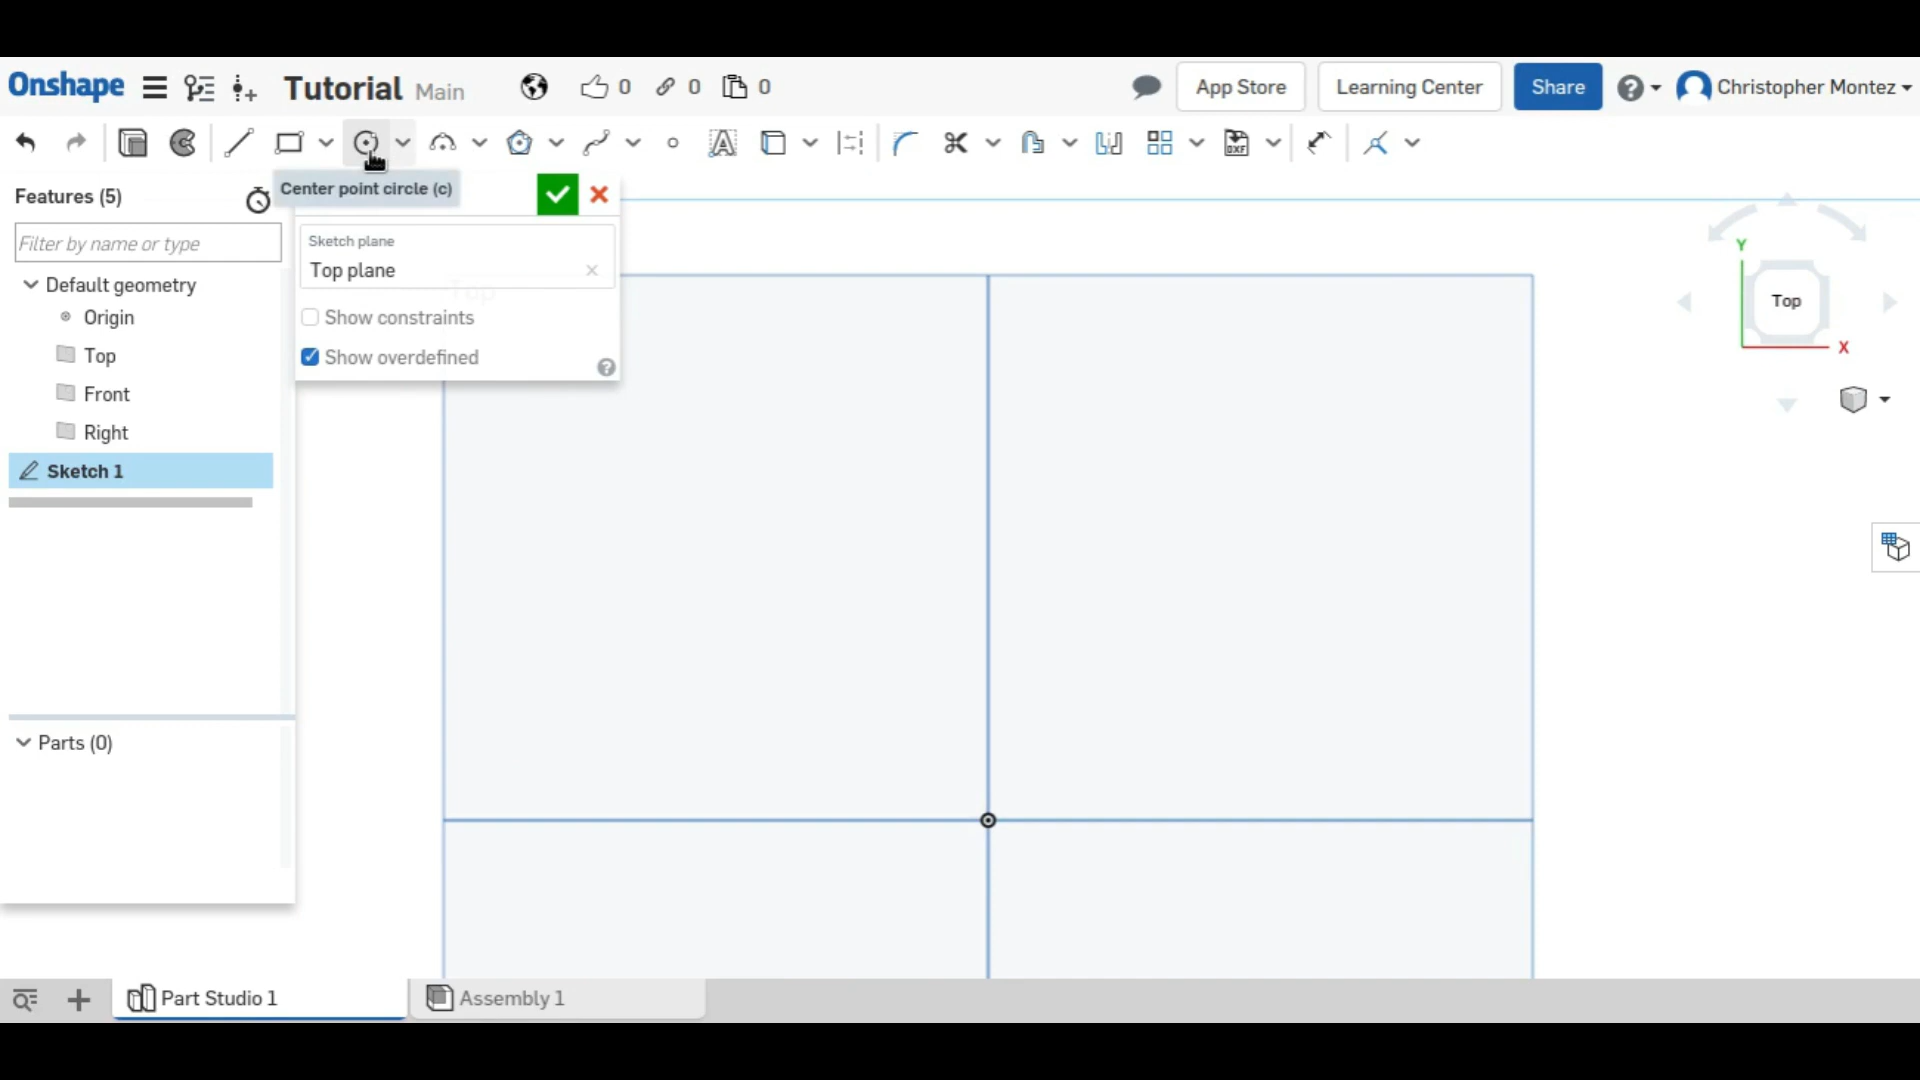 Onshape Tutorial Main 0 0 0 App Store Learning Center Share ? Christopher Montez
DXF
Features (5)
Center point circle (c)
Filter by name or type
Sketch plane
Top plane
Show constraints
Show overdefined
?
Default geometry
Origin
Top
Front
Right
Sketch 1
Parts (0)
Top
Y
Top
X
Part Studio 1
Assembly 1